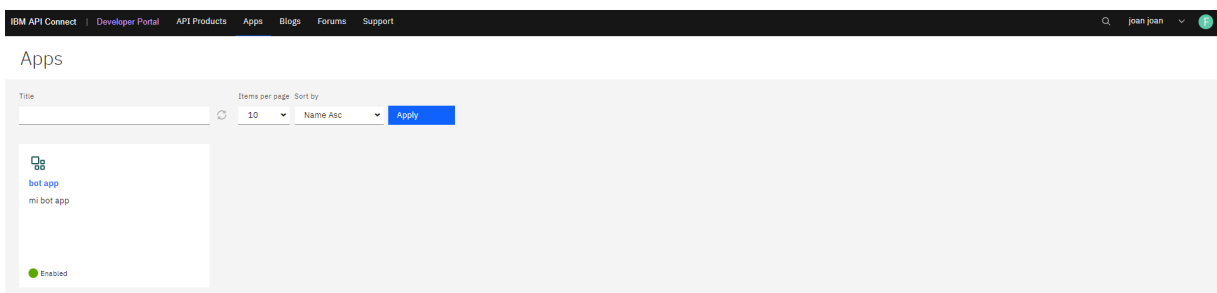 IBM API Connect | Developer Portal API Products Apps Blogs Forums Support joan joan F
Apps
Title Items per page Sort by
10 Name Asc Apply
bot app
mi bot app
Enabled